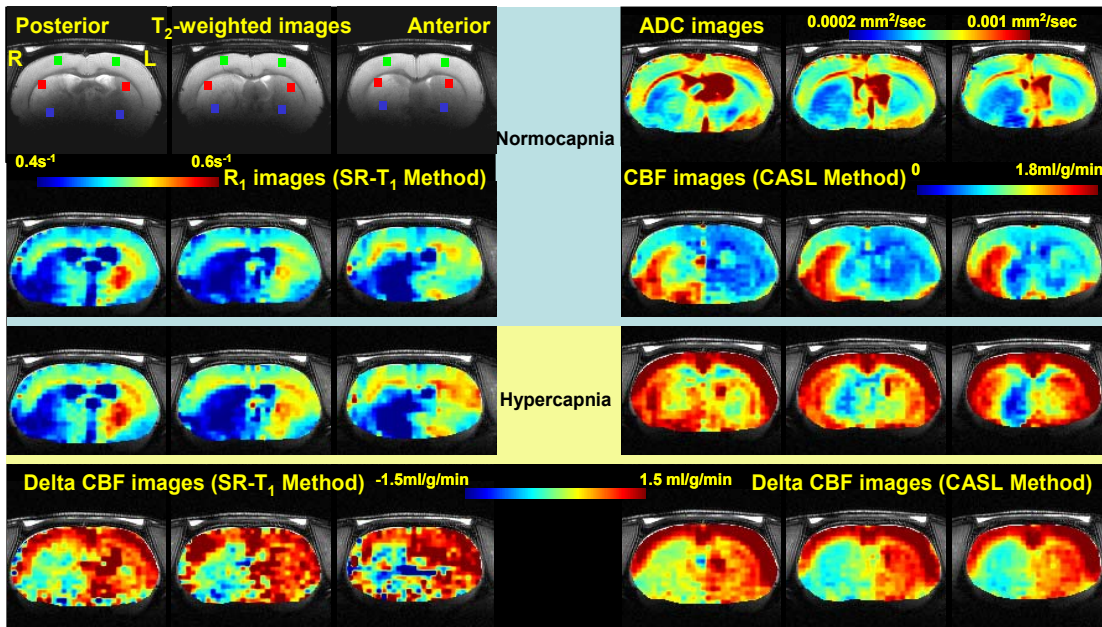 Posterior T₂-weighted images Anterior
R L
ADC images 0.0002 mm²/sec 0.001 mm²/sec
Normocapnia
0.4s⁻¹ 0.6s⁻¹
R₁ images (SR-T₁ Method)
CBF images (CASL Method) 0 1.8ml/g/min
Hypercapnia
Delta CBF images (SR-T₁ Method) -1.5ml/g/min 1.5 ml/g/min
Delta CBF images (CASL Method)